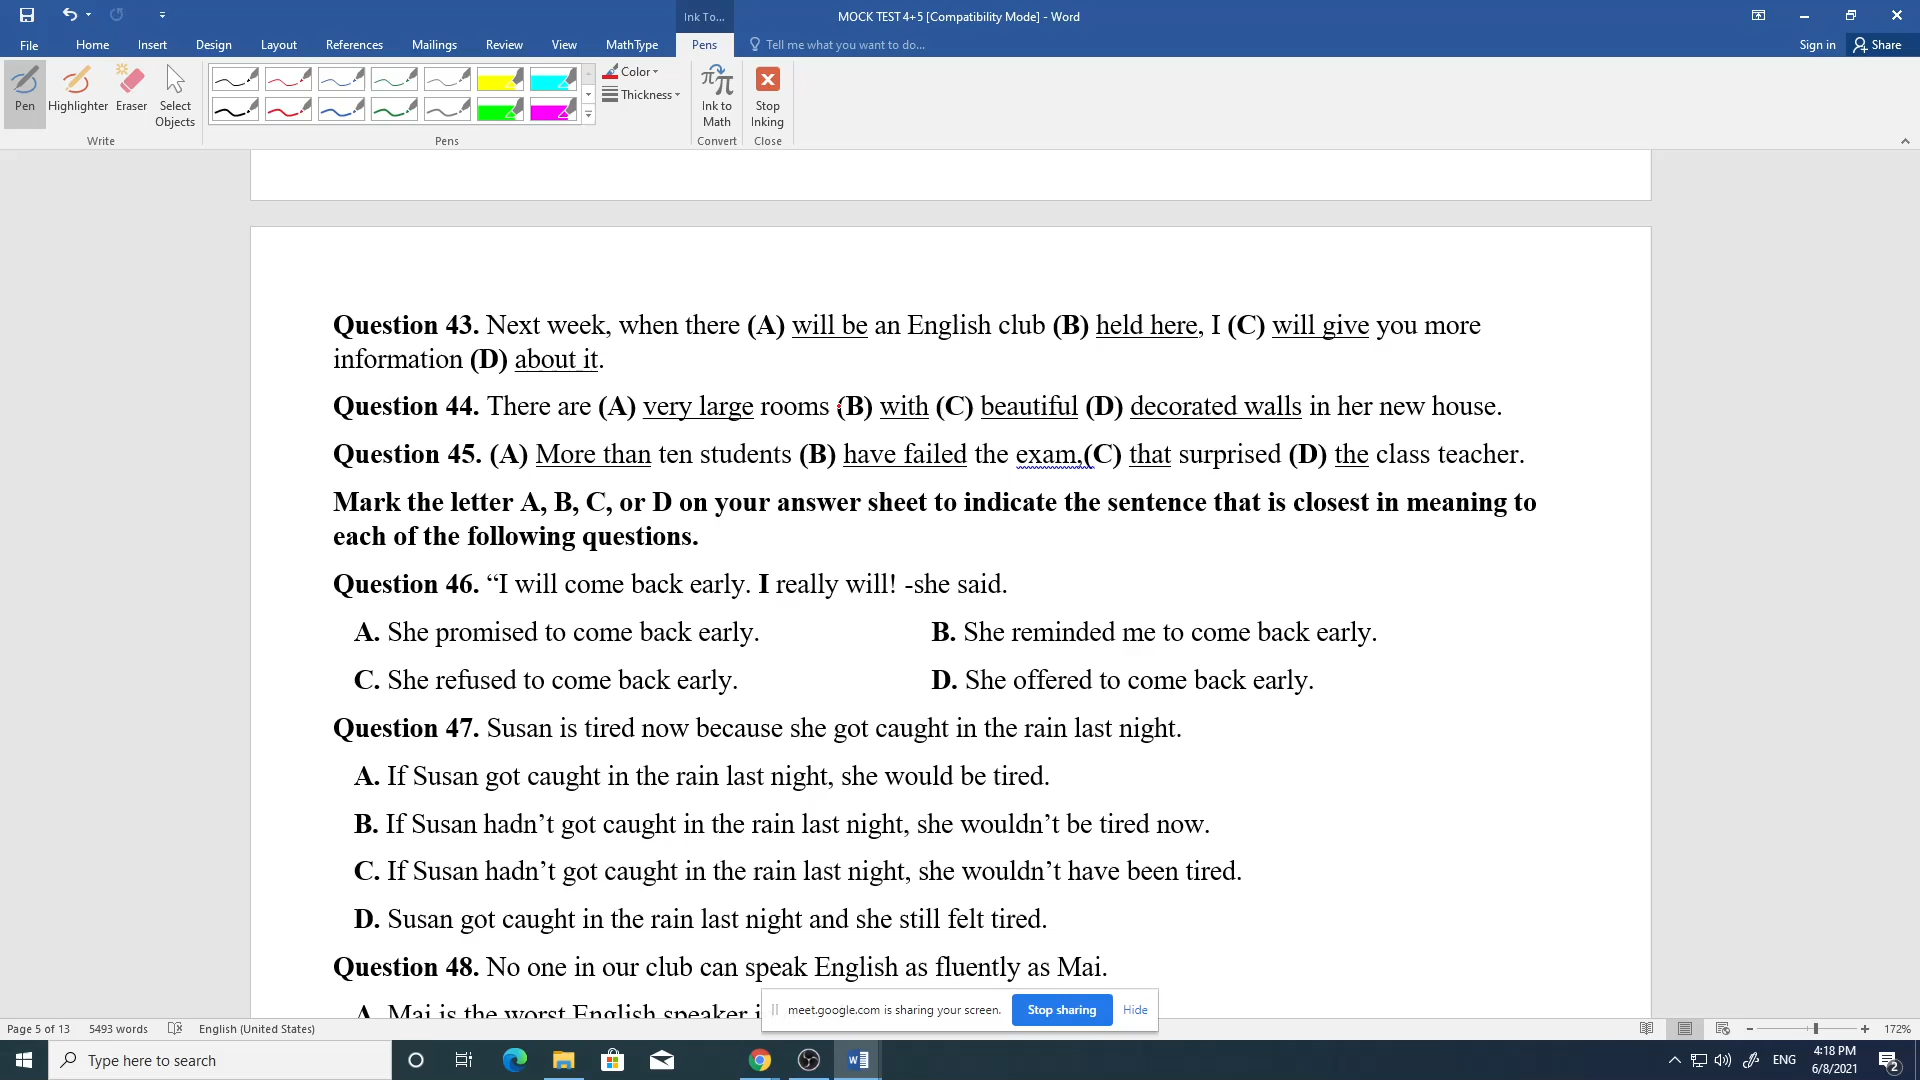 Ink To...
MOCK TEST 4+5 [Compatibility Mode] - Word
File Home Insert Design Layout References Mailings Review View MathType Pens Tell me what you want to do... Sign in Share
Pen Highlighter Eraser Select Objects
Color
Thickness
Ink to Math
Stop Inking
Write Pens Convert Close
Question 43. Next week, when there (A) will be an English club (B) held here, I (C) will give you more
information (D) about it.
Question 44. There are (A) very large rooms (B) with (C) beautiful (D) decorated walls in her new house.
Question 45. (A) More than ten students (B) have failed the exam,(C) that surprised (D) the class teacher.
Mark the letter A, B, C, or D on your answer sheet to indicate the sentence that is closest in meaning to
each of the following questions.
Question 46. “I will come back early. I really will! -she said.
A. She promised to come back early. B. She reminded me to come back early.
C. She refused to come back early. D. She offered to come back early.
Question 47. Susan is tired now because she got caught in the rain last night.
A. If Susan got caught in the rain last night, she would be tired.
B. If Susan hadn’t got caught in the rain last night, she wouldn’t be tired now.
C. If Susan hadn’t got caught in the rain last night, she wouldn’t have been tired.
D. Susan got caught in the rain last night and she still felt tired.
Question 48. No one in our club can speak English as fluently as Mai.
A. Mai is the worst English speaker i
meet.google.com is sharing your screen. Stop sharing Hide
Page 5 of 13 5493 words English (United States) 172%
Type here to search
ENG
4:18 PM
6/8/2021
2